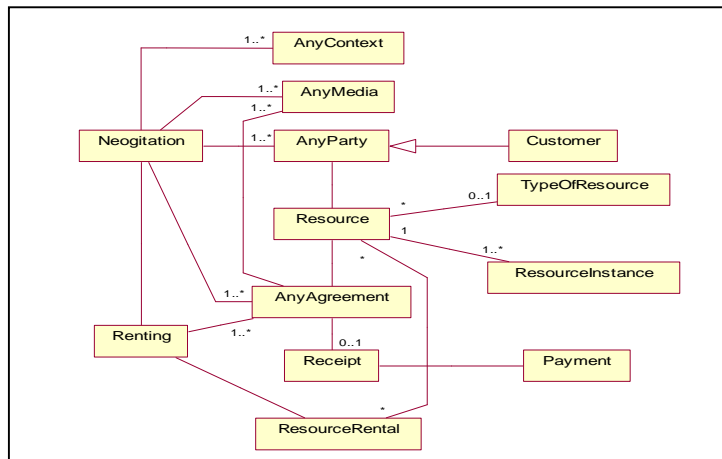 1..*
AnyContext
1..*
AnyMedia
1..*
Neogitation
1..*
AnyParty
Customer
TypeOfResource
*
0..1
Resource
1
1..*
*
ResourceInstance
AnyAgreement
1..*
Renting
1..*
0..1
Receipt
Payment
*
ResourceRental